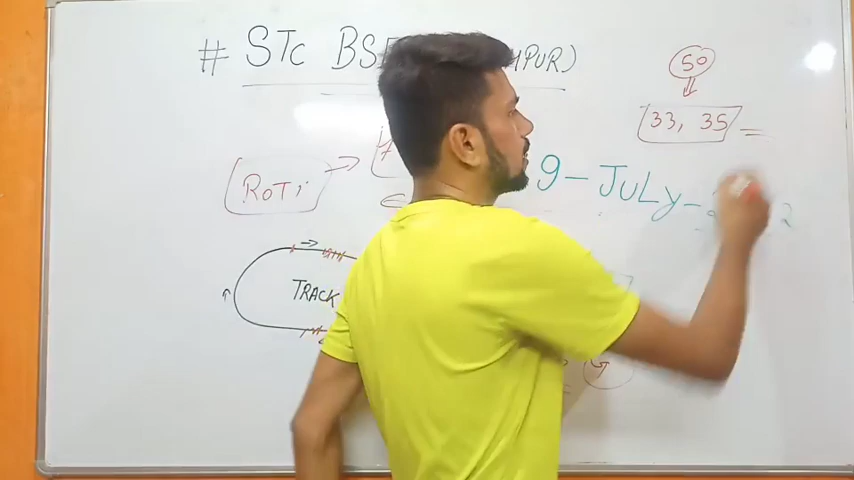 # STC BSF
PUR)
50
33, 35
ROTI
9-JULY-
TRACK